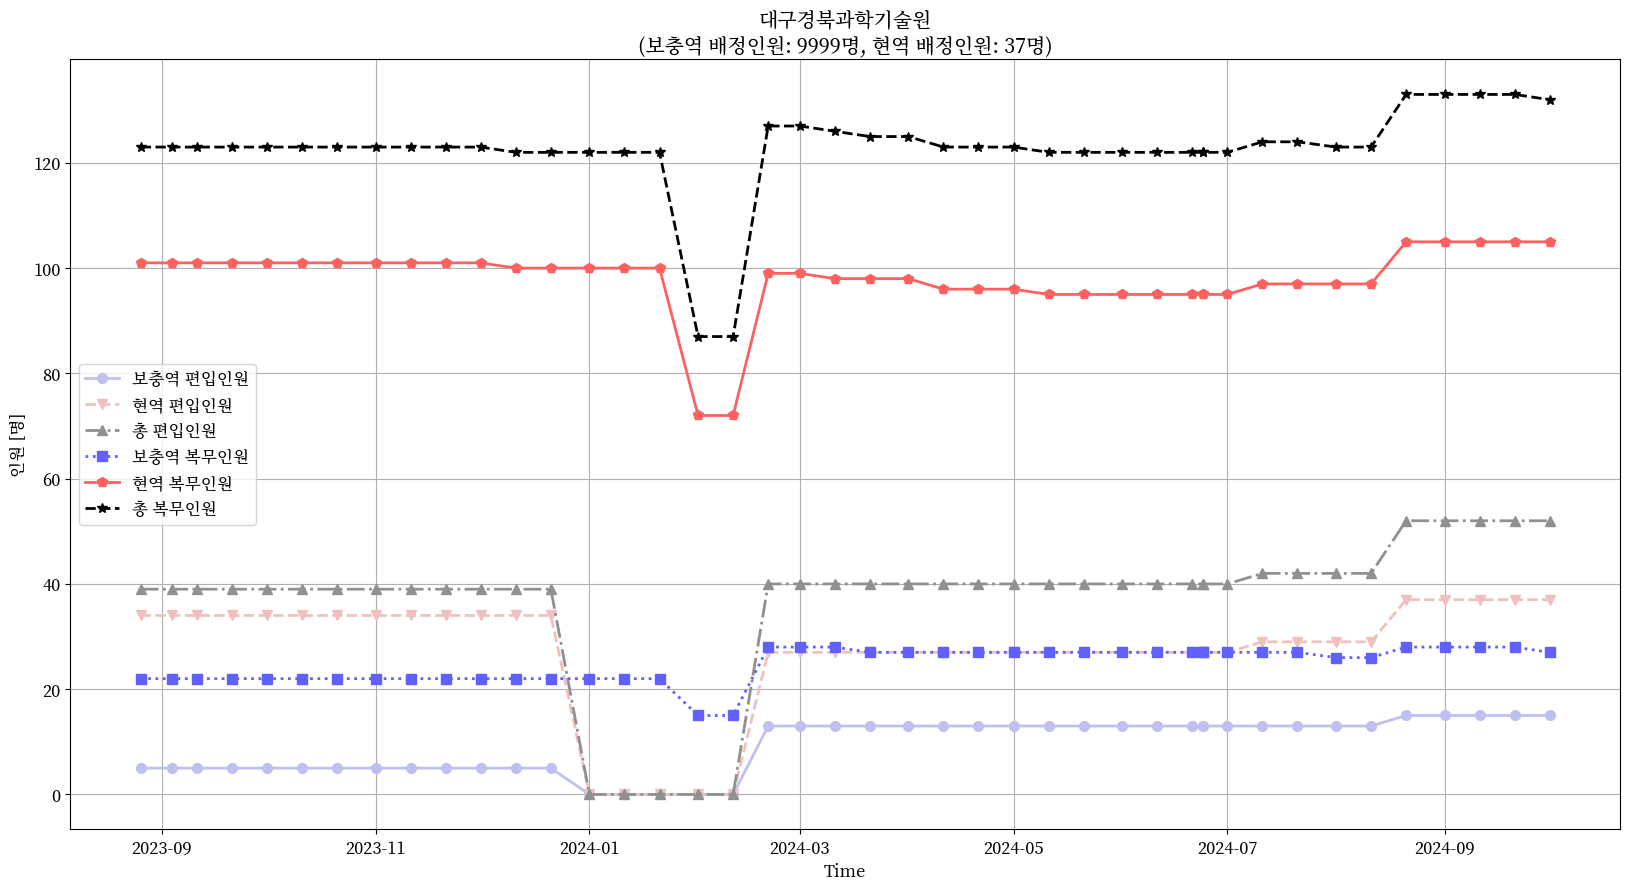 대구경북과학기술원
(보충역 배정인원: 9999명, 현역 배정인원: 37명)
인원 [명]
120
100
80
60
40
20
0
보충역 편입인원
현역 편입인원
총 편입인원
보충역 복무인원
현역 복무인원
총 복무인원
2023-09
2023-11
2024-01
2024-03
2024-05
2024-07
2024-09
Time